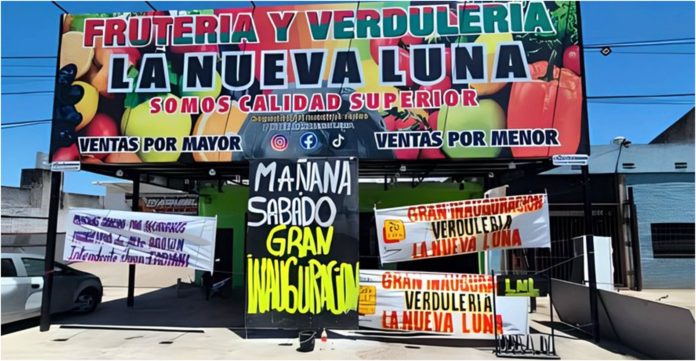 FRUTERIA Y VERDULERIA
LA NUEVA LUNA
SOMOS CALIDAD SUPERIOR
VENTAS POR MAYOR
VENTAS POR MENOR
MAÑANA
SABADO
GRAN
INAUGURACION
GRAN INAUGURACION
VERDULERIA
LA NUEVA LUNA
GRAN INAUGURACION
VERDULERIA
LA NUEVA LUNA
LNL